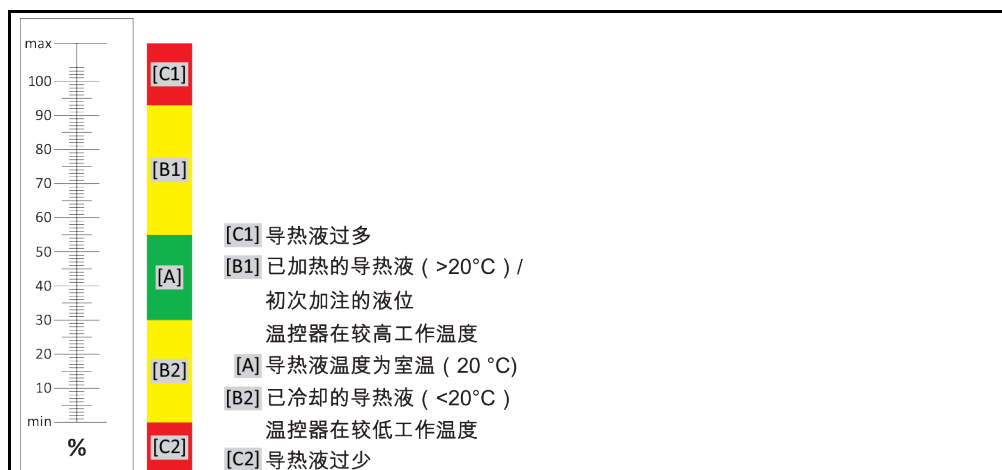 max
100
90
80
70
60
50
40
30
20
10
min
%
[C1]
[B1]
[A]
[B2]
[C2]
[C1] 导热液过多
[B1] 已加热的导热液 ( >20°C ) /
初次加注的液位
温控器在较高工作温度
[A] 导热液温度为室温 ( 20 °C)
[B2] 已冷却的导热液 ( <20°C )
温控器在较低工作温度
[C2] 导热液过少